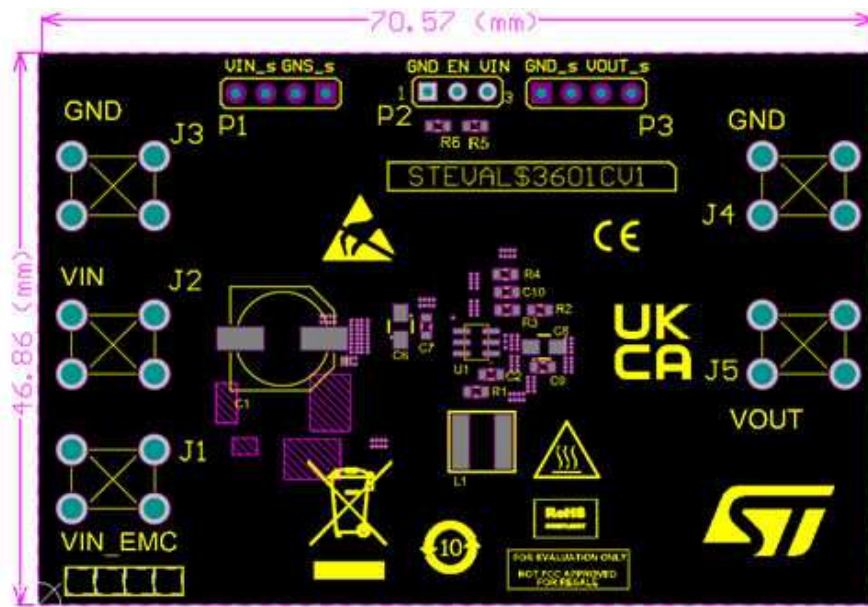 70.57 (mm)
46.86 (mm)
VIN_s GNS_s
GND EN VIN
GND_s VOUT_s
1
3
P1
P2
P3
R6
R5
GND
J3
GND
J4
STEVAL$3601CV1
CE
VIN
J2
R4
C10
R2
R3
C8
C6
C7
U1
C2
C9
R1
C1
UK
CA
J5
VOUT
J1
L1
VIN_EMC
RoHS
10
ST
FOR EVALUATION ONLY
NOT FCC APPROVED
FOR RESALE